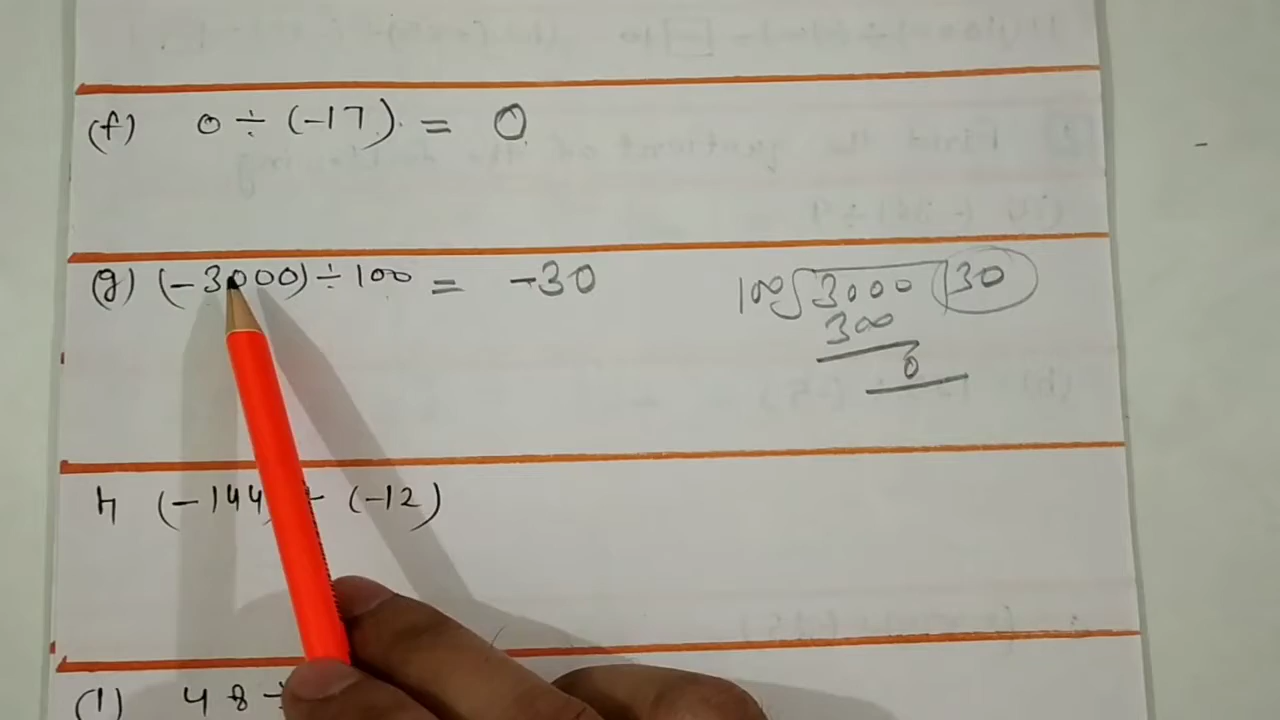 (f) 0 ÷ (-17) = 0
(g) (-3000) ÷ 100 = -30
100 3000 30
300
0
h (-144) ÷ (-12)
(i) 48 ÷